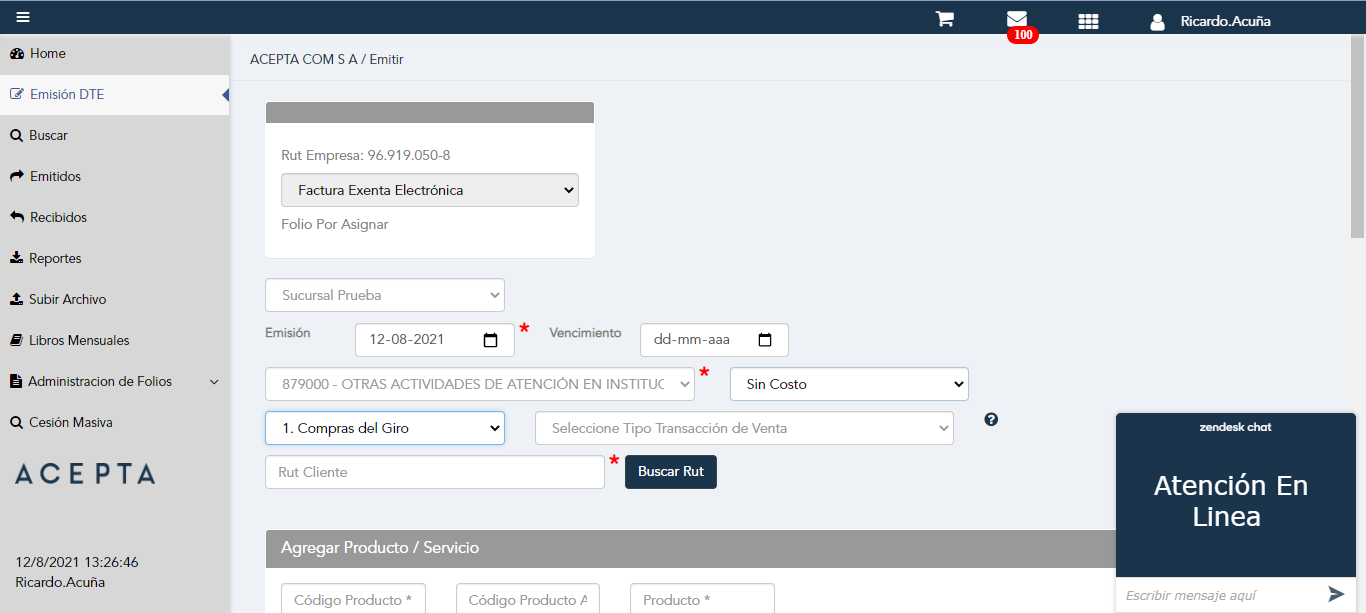 100
Ricardo.Acuña
Home
Emisión DTE
Buscar
Emitidos
Recibidos
Reportes
Subir Archivo
Libros Mensuales
Administracion de Folios
Cesión Masiva
ACEPTA
12/8/2021 13:26:46
Ricardo.Acuña
ACEPTA COM S A / Emitir
Rut Empresa: 96.919.050-8
Factura Exenta Electrónica
Folio Por Asignar
Sucursal Prueba
Emisión 12-08-2021 * Vencimiento dd-mm-aaa
879000 - OTRAS ACTIVIDADES DE ATENCIÓN EN INSTITUC * Sin Costo
1. Compras del Giro Seleccione Tipo Transacción de Venta ?
Rut Cliente * Buscar Rut
Agregar Producto / Servicio
Código Producto * Código Producto A Producto *
zendesk chat
Atención En
Linea
Escribir mensaje aquí